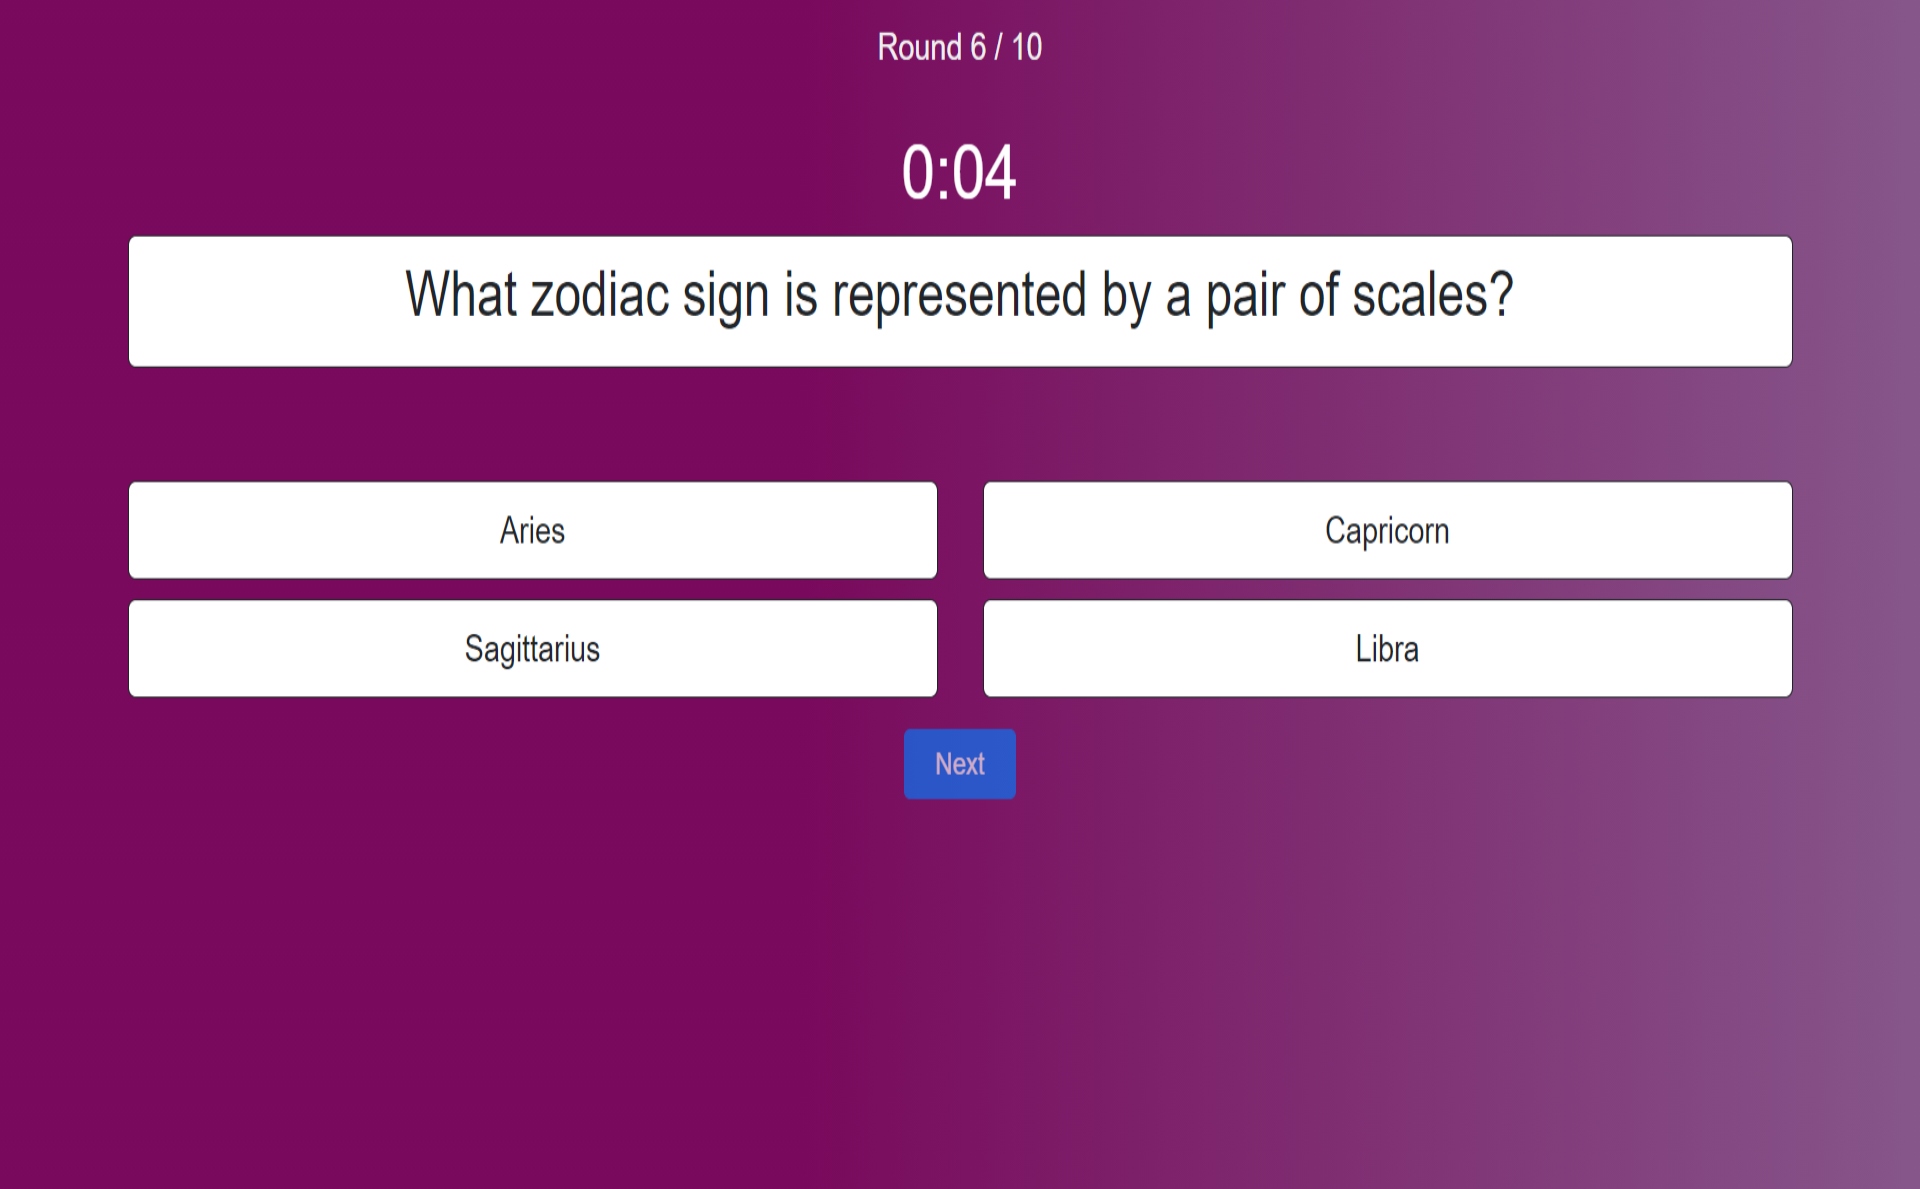 Round 6 / 10
0:04
What zodiac sign is represented by a pair of scales?
Aries
Capricorn
Sagittarius
Libra
Next